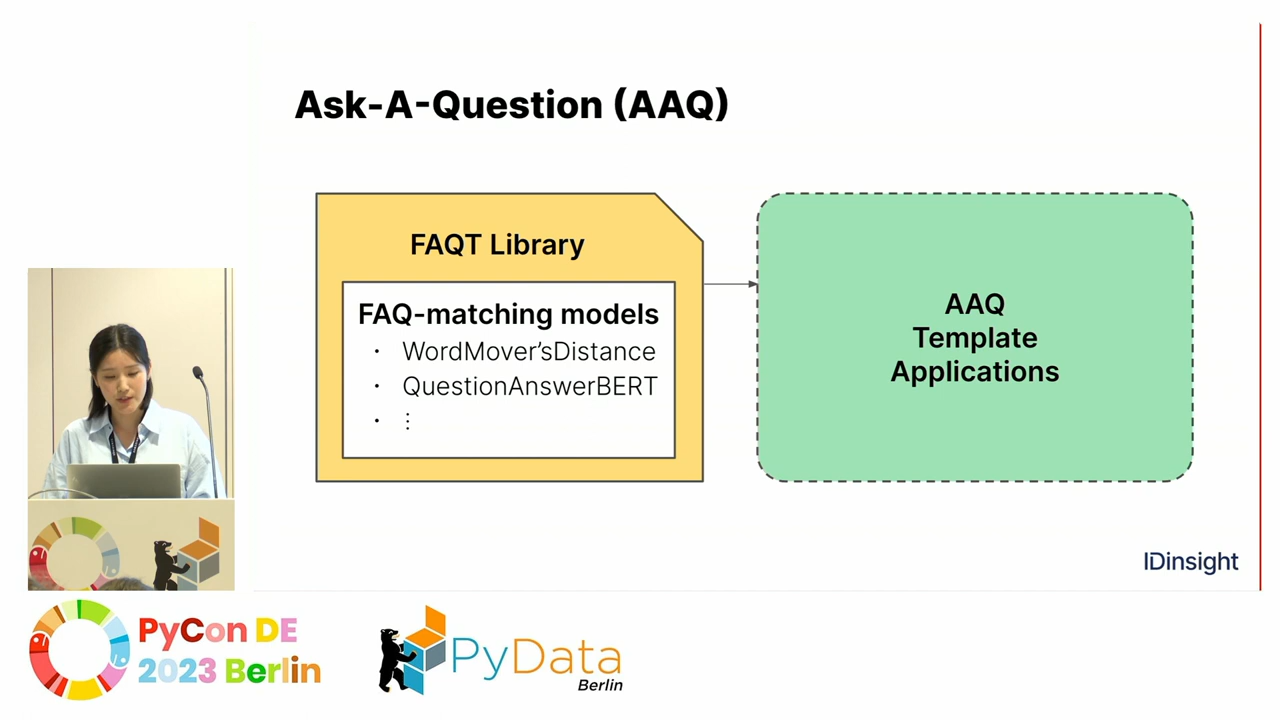 Ask-A-Question (AAQ)
FAQT Library
FAQ-matching models
· WordMover’sDistance
· QuestionAnswerBERT
· ⋮
AAQ
Template
Applications
IDinsight
PyCon DE
2023 Berlin
PyData
Berlin